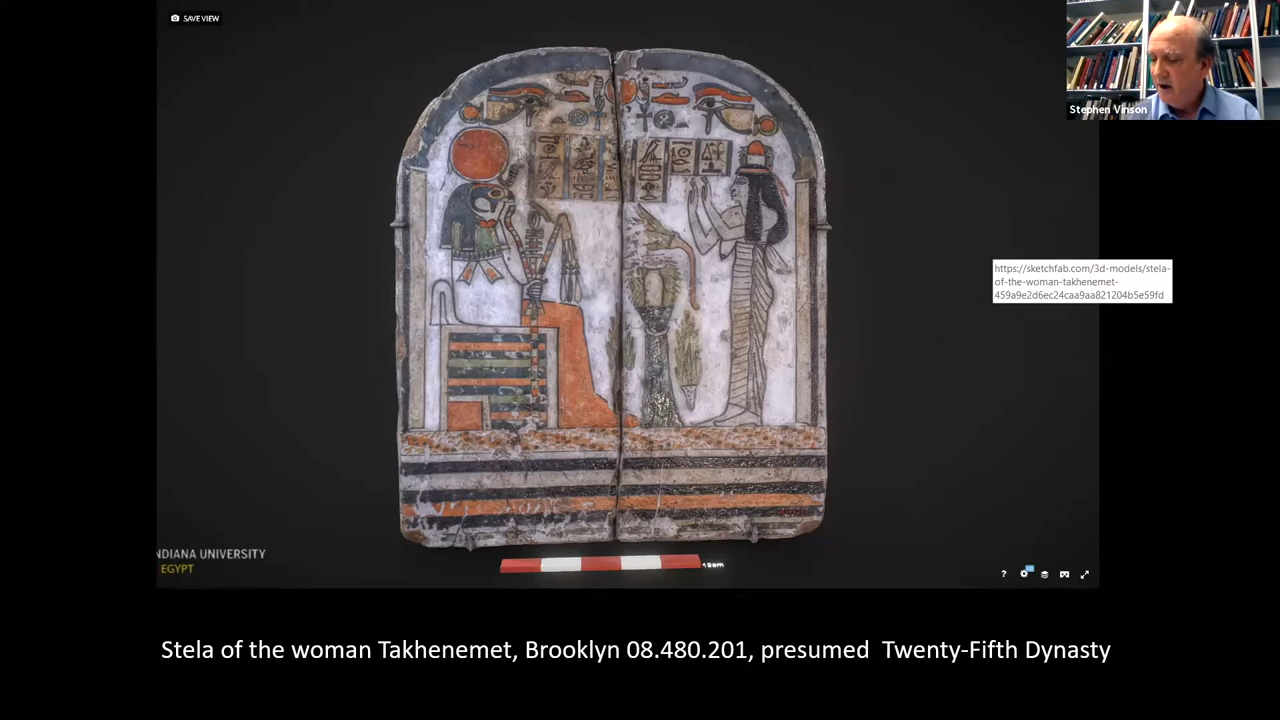 SAVE VIEW
Stephen Vinson
https://sketchfab.com/3d-models/stela-
of-the-woman-takhenemet-
459a9e2d6ec24caa9aa821204b5e59fd
NDIANA UNIVERSITY
EGYPT
?
Stela of the woman Takhenemet, Brooklyn 08.480.201, presumed Twenty-Fifth Dynasty